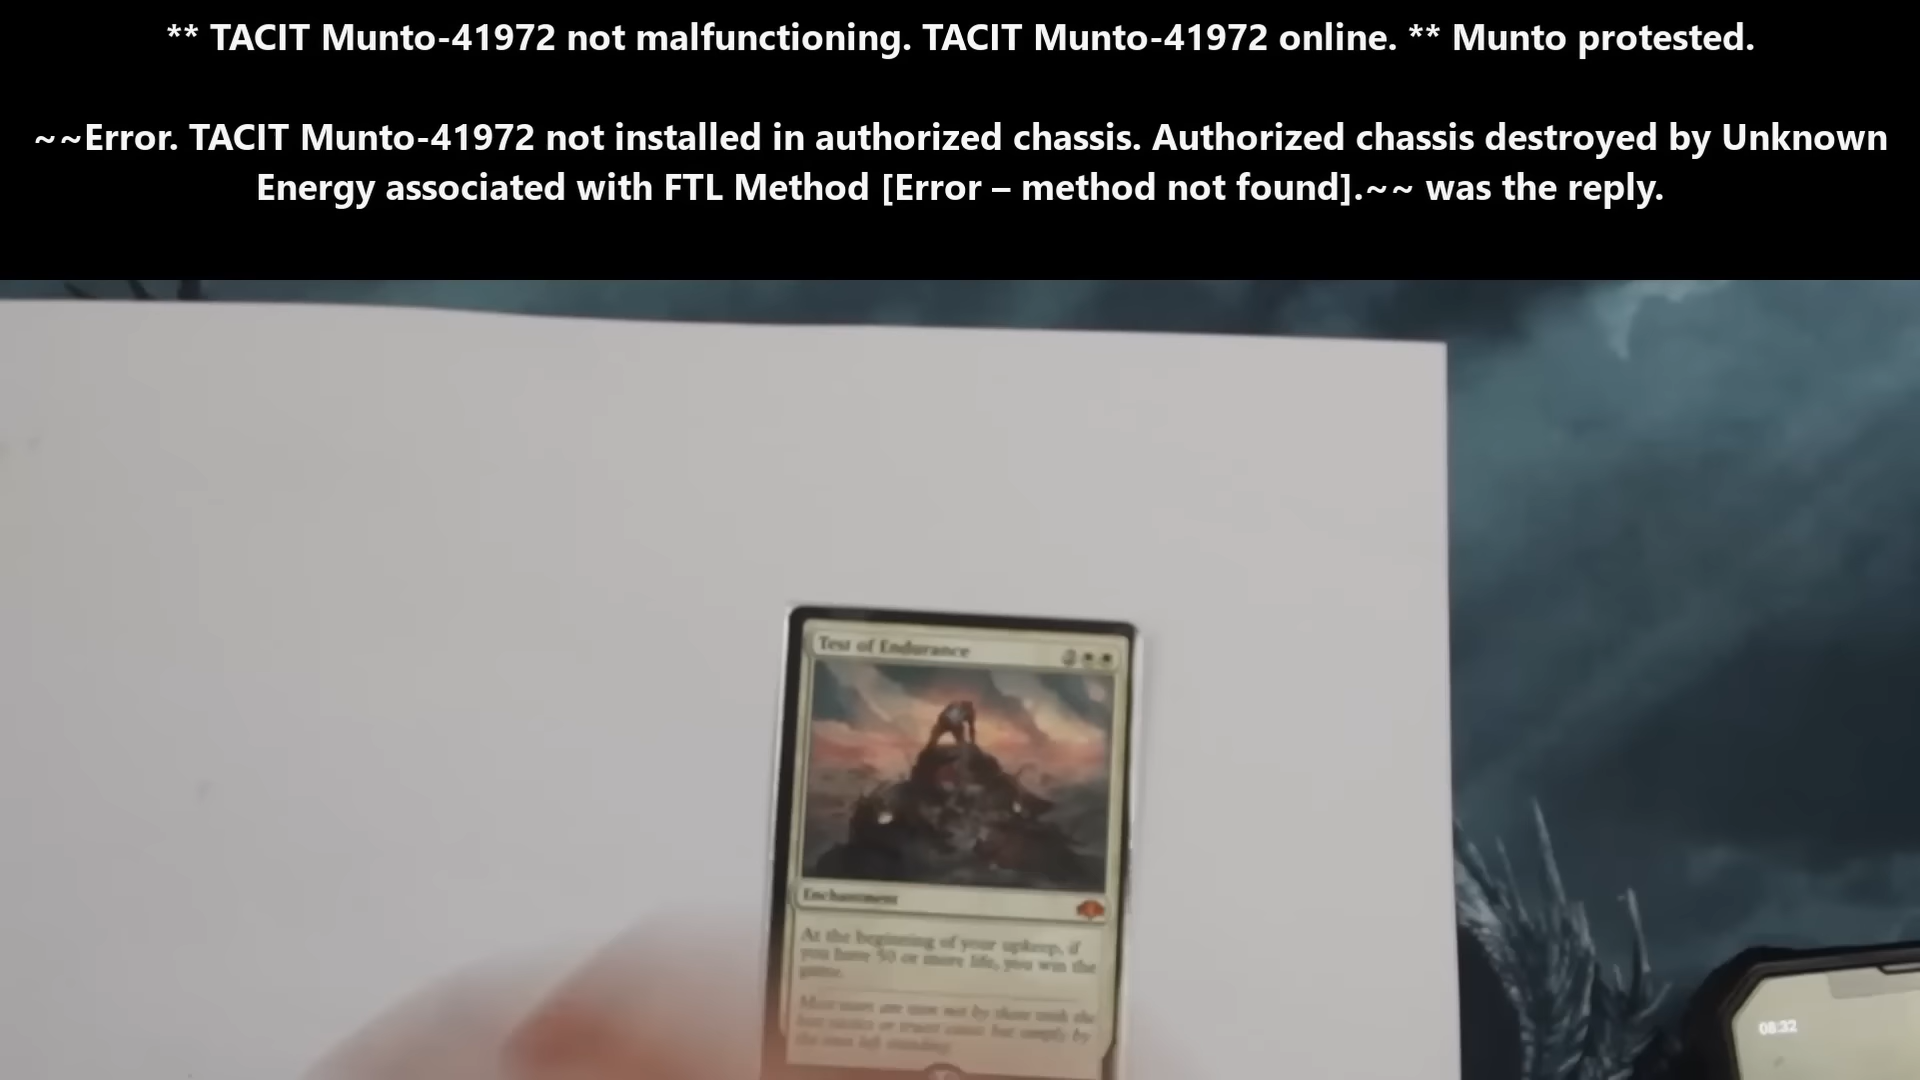 ** TACIT Munto-41972 not malfunctioning. TACIT Munto-41972 online. ** Munto protested.
~~Error. TACIT Munto-41972 not installed in authorized chassis. Authorized chassis destroyed by Unknown
Energy associated with FTL Method [Error – method not found].~~ was the reply.
Test of Endurance
Enchantment
At the beginning of your upkeep, if
you have 50 or more life, you win the
game.
08:32